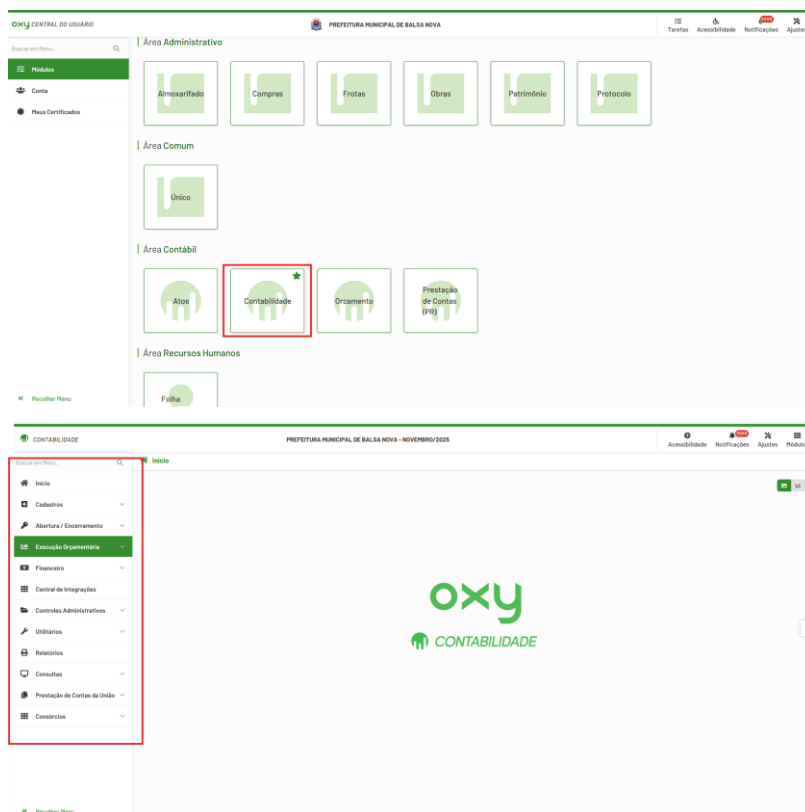 oxy CENTRAL DO USUÁRIO
PREFEITURA MUNICIPAL DE BALSA NOVA
Tarefas Acessibilidade Notificações Ajustes
Buscar em Menu...
Módulos
Conta
Meus Certificados
Área Administrativo
Almoxarifado Compras Frotas Obras Patrimônio Protocolo
Área Comum
Único
Área Contábil
Atos Contabilidade Orcamento Prestação
de Contas
(PR)
Área Recursos Humanos
Folha
Recolher Menu
CONTABILIDADE
PREFEITURA MUNICIPAL DE BALSA NOVA - NOVEMBRO/2025
Acessibilidade Notificações Ajustes Módulo
Buscar em Menu...
Início
Início
Cadastros
Abertura / Encerramento
Execução Orçamentária
Financeiro
Central de Integrações
Controles Administrativos
Utilitários
Relatórios
Consultas
Prestação de Contas da União
Consórcios
oxy
CONTABILIDADE
Recolher Menu